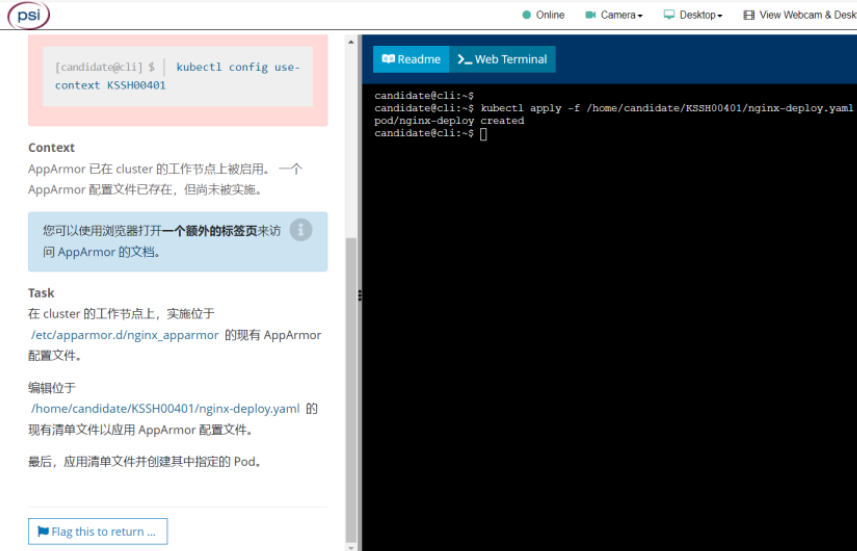 psi
Online Camera Desktop View Webcam & Desk
[candidate@cli] $ kubectl config use-
context KSSH00401
Context
AppArmor 已在 cluster 的工作节点上被启用。 一个
AppArmor 配置文件已存在，但尚未被实施。
您可以使用浏览器打开一个额外的标签页来访
问 AppArmor 的文档。
Task
在 cluster 的工作节点上，实施位于
/etc/apparmor.d/nginx_apparmor 的现有 AppArmor
配置文件。
编辑位于
/home/candidate/KSSH00401/nginx-deploy.yaml 的
现有清单文件以应用 AppArmor 配置文件。
最后，应用清单文件并创建其中指定的 Pod。
Flag this to return ...
Readme >_ Web Terminal
candidate@cli:~$
candidate@cli:~$ kubectl apply -f /home/candidate/KSSH00401/nginx-deploy.yaml
pod/nginx-deploy created
candidate@cli:~$